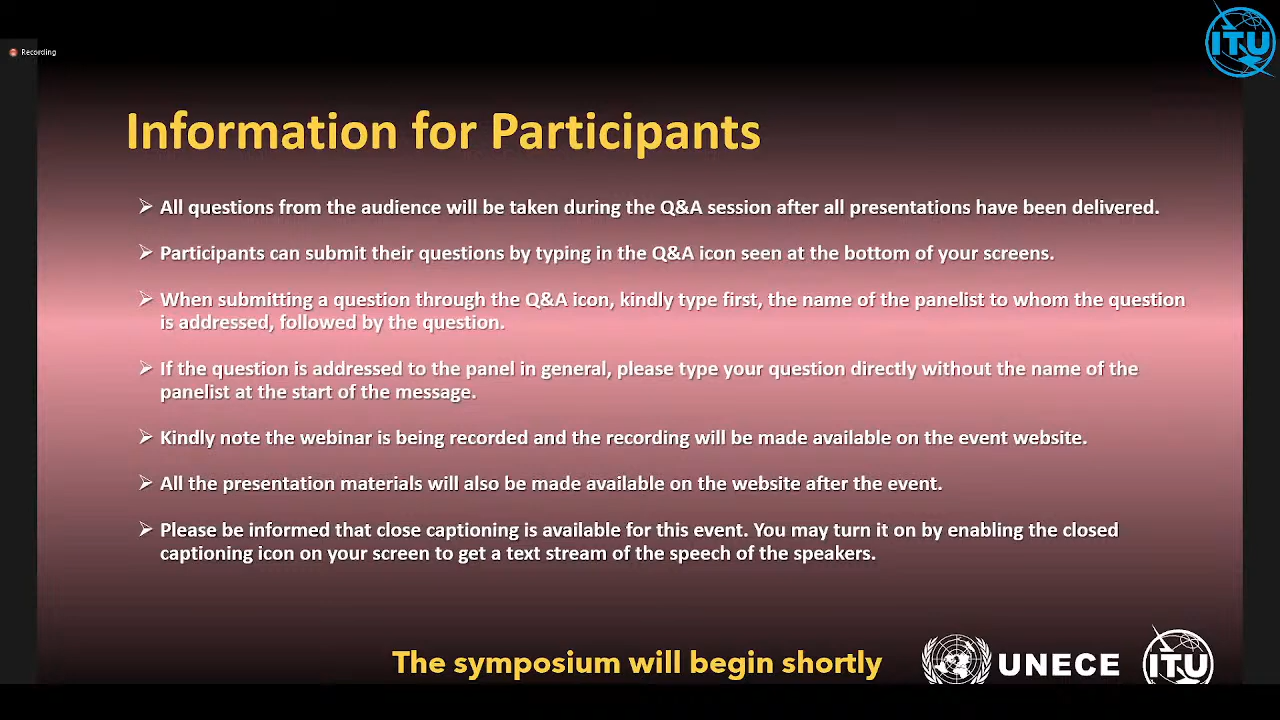 ITU
Recording
Information for Participants
➢ All questions from the audience will be taken during the Q&A session after all presentations have been delivered.
➢ Participants can submit their questions by typing in the Q&A icon seen at the bottom of your screens.
➢ When submitting a question through the Q&A icon, kindly type first, the name of the panelist to whom the question
is addressed, followed by the question.
➢ If the question is addressed to the panel in general, please type your question directly without the name of the
panelist at the start of the message.
➢ Kindly note the webinar is being recorded and the recording will be made available on the event website.
➢ All the presentation materials will also be made available on the website after the event.
➢ Please be informed that close captioning is available for this event. You may turn it on by enabling the closed
captioning icon on your screen to get a text stream of the speech of the speakers.
The symposium will begin shortly
UNECE
ITU